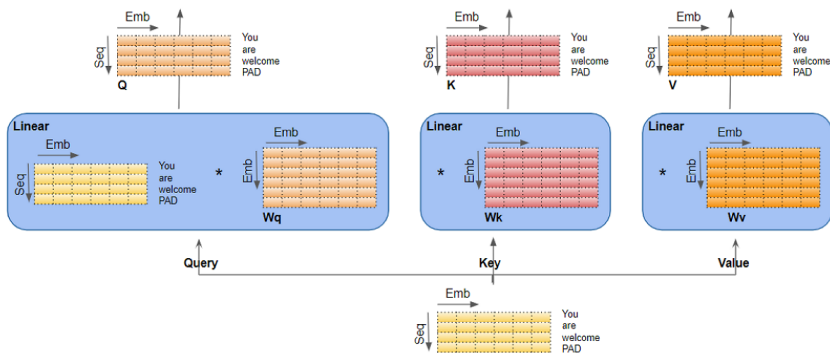 Emb
Seq
You
are
welcome
PAD
Q
Emb
Seq
You
are
welcome
PAD
K
Emb
Seq
You
are
welcome
PAD
V
Linear
Emb
Seq
You
are
welcome
PAD
*
Emb
Emb
Wq
Linear
*
Emb
Emb
Wk
Linear
*
Emb
Emb
Wv
Query
Key
Value
Emb
Seq
You
are
welcome
PAD